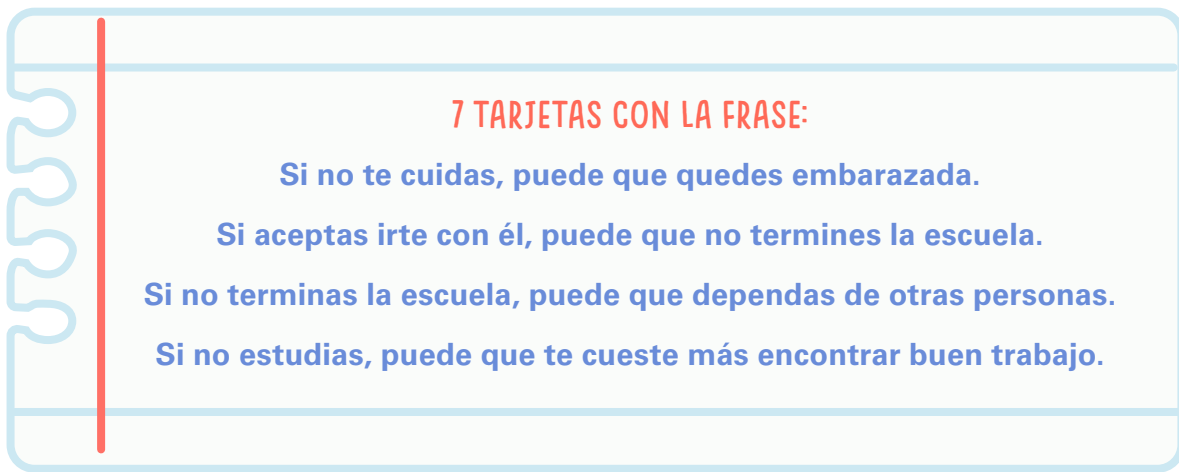 7 TARJETAS CON LA FRASE:
Si no te cuidas, puede que quedes embarazada.
Si aceptas irte con él, puede que no termines la escuela.
Si no terminas la escuela, puede que dependas de otras personas.
Si no estudias, puede que te cueste más encontrar buen trabajo.